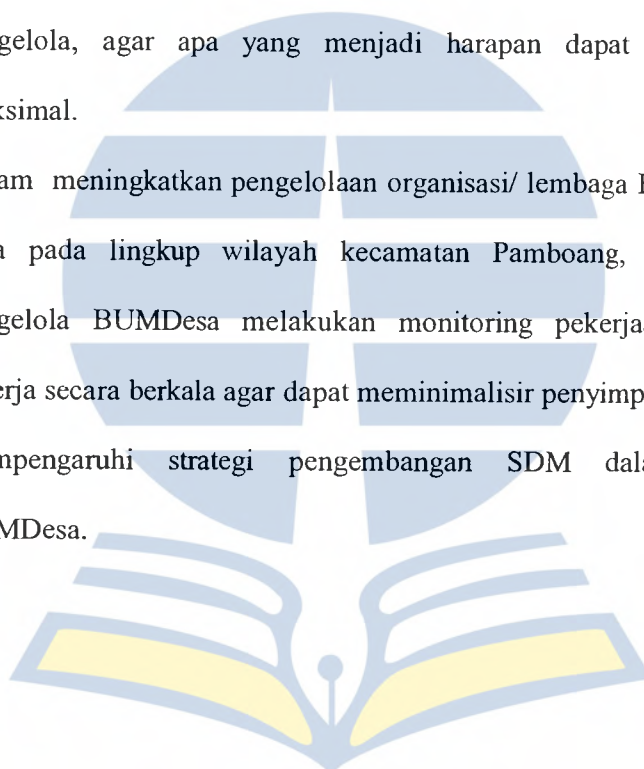 gelola, agar apa yang menjadi harapan dapat
ksimal.
am meningkatkan pengelolaan organisasi/ lembaga
pada lingkup wilayah kecamatan Pamboang,
gelola BUMDesa melakukan monitoring pekerja
erja secara berkala agar dapat meminimalisir penyimp
mpengaruhi strategi pengembangan SDM dala
MDesa.